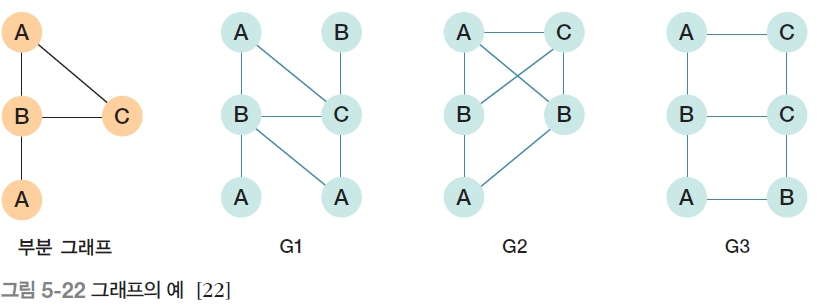 A A B A C A C
B C B C B B B C
A A A A A B
부분 그래프 G1 G2 G3
그림 5-22 그래프의 예 [22]